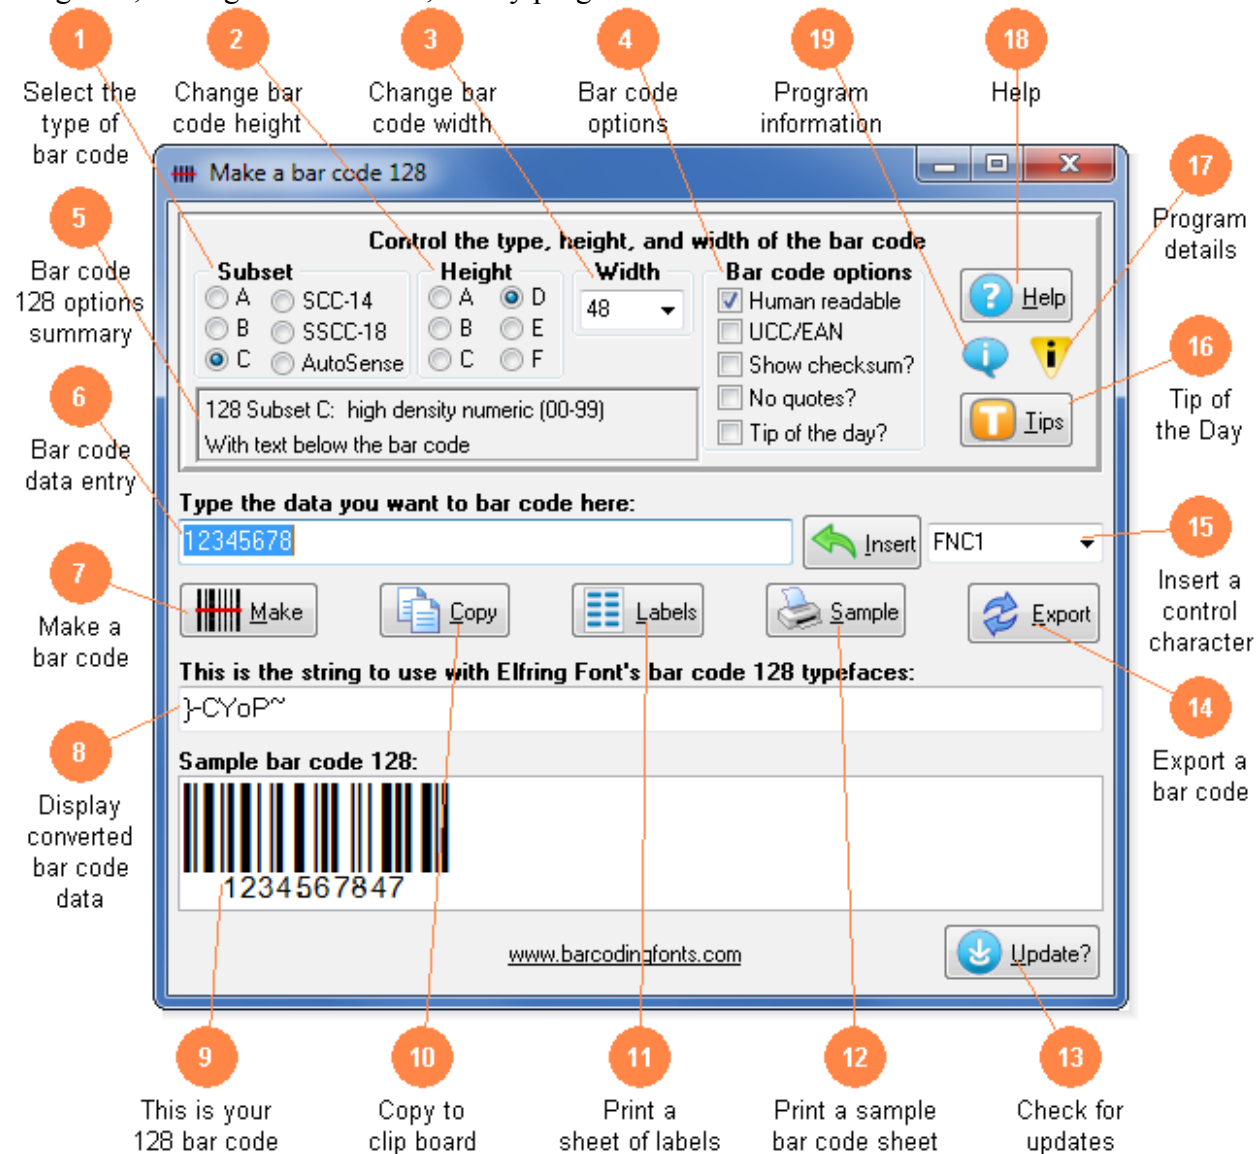 1
2
3
4
19
18
Select the
type of
bar code
Change bar
code height
Change bar
code width
Bar code
options
Program
information
Help
Make a bar code 128
17
Program
details
5
Bar code
128 options
summary
Control the type, height, and width of the bar code
Subset
A
SCC-14
B
SSCC-18
C
AutoSense
Height
A
D
B
E
C
F
Width
48
Bar code options
Human readable
UCC/EAN
Show checksum?
No quotes?
Tip of the day?
Help
Tips
128 Subset C: high density numeric (00-99)
With text below the bar code
16
Tip of
the Day
6
Bar code
data entry
Type the data you want to bar code here:
12345678
Insert
FNC1
15
Insert a
control
character
7
Make a
bar code
Make
Copy
Labels
Sample
Export
This is the string to use with Elfring Font's bar code 128 typefaces:
}-CYoP~
14
Export a
bar code
8
Display
converted
bar code
data
Sample bar code 128:
1234567847
www.barcodingfonts.com
Update?
9
10
11
12
13
This is your
128 bar code
Copy to
clip board
Print a
sheet of labels
Print a sample
bar code sheet
Check for
updates